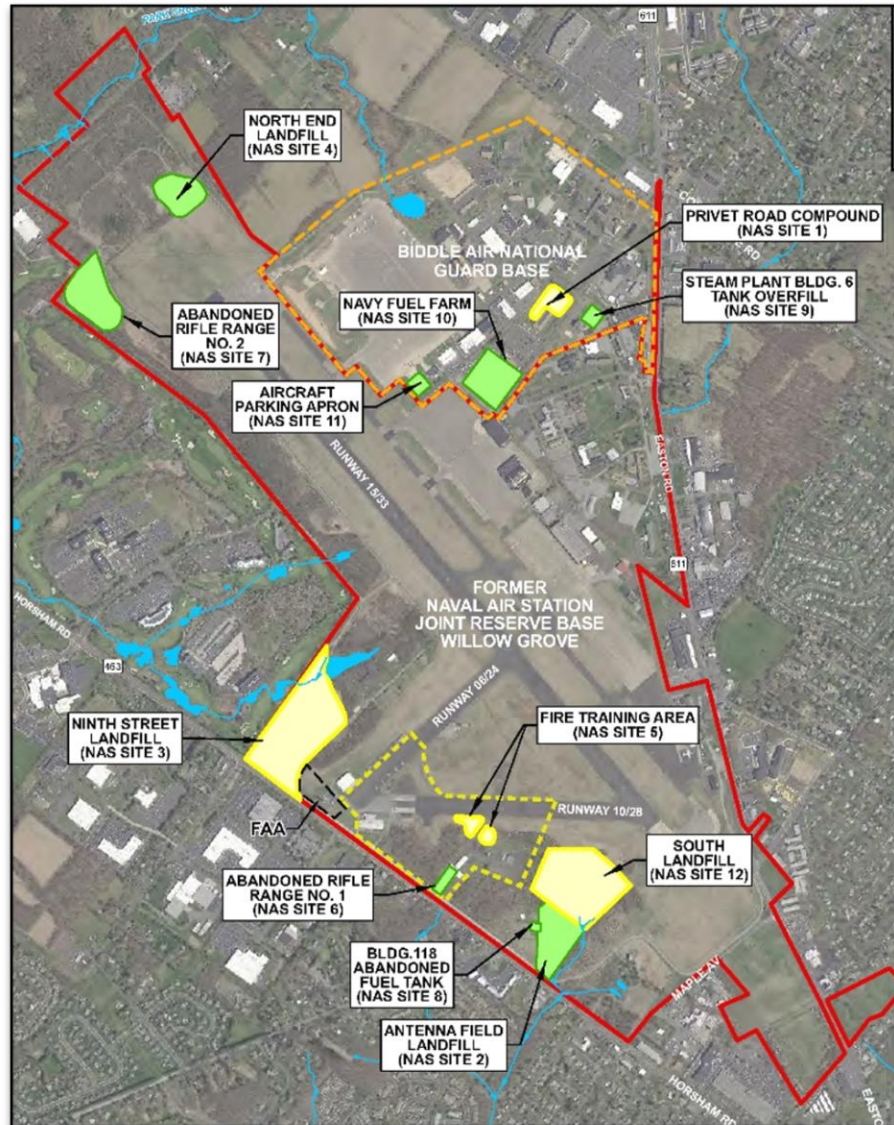 611
PARK CREEK
NORTH END
LANDFILL
(NAS SITE 4)
PRIVET ROAD COMPOUND
(NAS SITE 1)
BIDDLE AIR NATIONAL
GUARD BASE
STEAM PLANT BLDG. 6
TANK OVERFILL
(NAS SITE 9)
NAVY FUEL FARM
(NAS SITE 10)
ABANDONED
RIFLE RANGE
NO. 2
(NAS SITE 7)
AIRCRAFT
PARKING APRON
(NAS SITE 11)
EASTON RD
RUNWAY 15/33
611
FORMER
NAVAL AIR STATION
JOINT RESERVE BASE
WILLOW GROVE
HORSHAM RD
463
RUNWAY 06/24
NINTH STREET
LANDFILL
(NAS SITE 3)
FIRE TRAINING AREA
(NAS SITE 5)
RUNWAY 10/28
FAA
SOUTH
LANDFILL
(NAS SITE 12)
ABANDONED RIFLE
RANGE NO. 1
(NAS SITE 6)
BLDG.118
ABANDONED
FUEL TANK
(NAS SITE 8)
MAPLE AV
ANTENNA FIELD
LANDFILL
(NAS SITE 2)
HORSHAM RD
EASTON